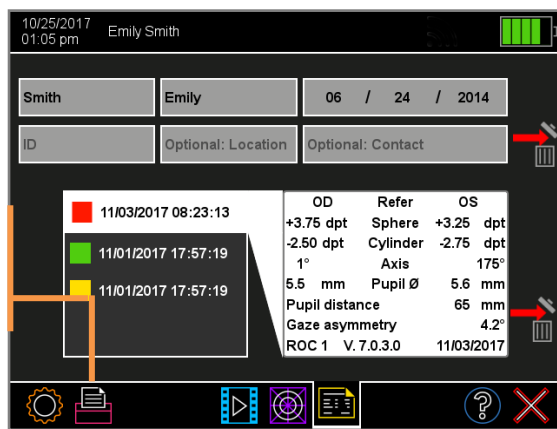 10/25/2017
01:05 pm Emily Smith
Smith Emily 06 / 24 / 2014
ID Optional: Location Optional: Contact
11/03/2017 08:23:13
11/01/2017 17:57:19
11/01/2017 17:57:19
OD Refer OS
+3.75 dpt Sphere +3.25 dpt
-2.50 dpt Cylinder -2.75 dpt
1° Axis 175°
5.5 mm Pupil Ø 5.6 mm
Pupil distance 65 mm
Gaze asymmetry 4.2°
ROC 1 V. 7.0.3.0 11/03/2017
?